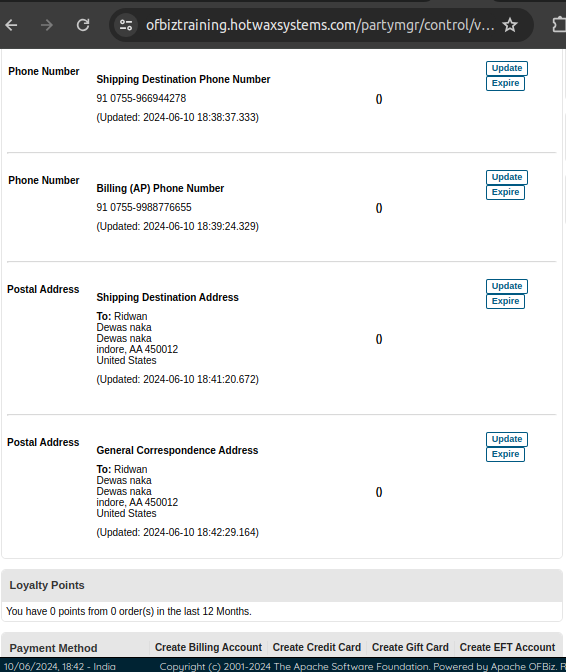 ofbiztraining.hotwaxsystems.com/partymgr/control/v...
Phone Number
Shipping Destination Phone Number
91 0755-966944278
(Updated: 2024-06-10 18:38:37.333)
()
Update
Expire
Phone Number
Billing (AP) Phone Number
91 0755-9988776655
(Updated: 2024-06-10 18:39:24.329)
()
Update
Expire
Postal Address
Shipping Destination Address
To: Ridwan
Dewas naka
Dewas naka
indore, AA 450012
United States
(Updated: 2024-06-10 18:41:20.672)
()
Update
Expire
Postal Address
General Correspondence Address
To: Ridwan
Dewas naka
Dewas naka
indore, AA 450012
United States
(Updated: 2024-06-10 18:42:29.164)
()
Update
Expire
Loyalty Points
You have 0 points from 0 order(s) in the last 12 Months.
Payment Method Create Billing Account Create Credit Card Create Gift Card Create EFT Account
10/06/2024, 18:42 - India Copyright (c) 2001-2024 The Apache Software Foundation. Powered by Apache OFBiz. R